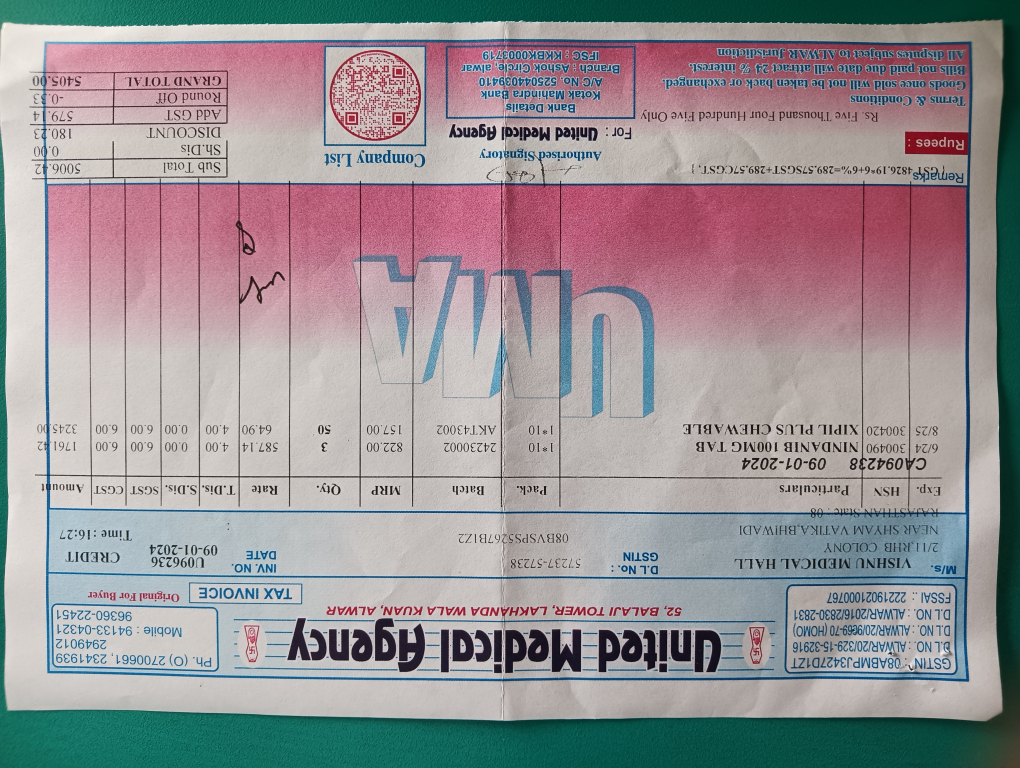 GSTIN : 08ABMPJ3427D1ZT
D.L NO. : ALWAR/20/329-15-32916
D.L NO. : ALWAR/20/9669-70 (HOMO)
D.L NO. : ALWAR/2016/2830-2831
FSSAI : 12219021000767
United Medical Agency
52, BALAJI TOWER, LAKHANDA WALA KUAN, ALWAR
Ph. (O) 2700661, 2341939
2949012
Mobile : 94133-04321
96360-22451
TAX INVOICE
Original For Buyer
M/s. VISHNU MEDICAL HALL
2/11,RHB COLONY
NEAR SHYAM VATIKA,BHIWADI
RAJASTHAN State : 08
D.L No. : 57237-57238
GSTIN 08BVSPS5267B1Z2
INV. NO. U096236 CREDIT
DATE 09-01-2024
: Time : 16:27
Exp. HSN Particulars Pack. Batch MRP Qty. Rate T.Dis. S.Dis. SGST CGST Amount
CA094238 09-01-2024
6/24 300490 NINDANIB 100MG TAB 1*10 24230002 822.00 3 587.14 4.00 0.00 6.00 6.00 1761.42
8/25 300420 XIPIL PLUS CHEWABLE 1*10 AKT43002 157.00 50 64.90 4.00 0.00 6.00 6.00 3245.00
UMA
Remarks GST 4826.19*6+6%=289.57SGST+289.57CGST, {
Rupees :
Rs. Five Thousand Four Hundred Five Only
Terms & Conditions
Goods once sold will not be taken back or exchanged.
Bills not paid due date will attract 24 % interest.
All disputes subject to ALWAR Jurisdiction
Authorised Signatory
For : United Medical Agency
Bank Details
Kotak Mahindra Bank
A/C No. 525044039410
Branch : Ashok Circle, alwar
IFSC : KKBK0003719
Company List
Sub Total 5006.42
Sh.Dis 0.00
DISCOUNT 180.23
Add GST 579.14
Round Off -0.33
GRAND TOTAL 5405.00